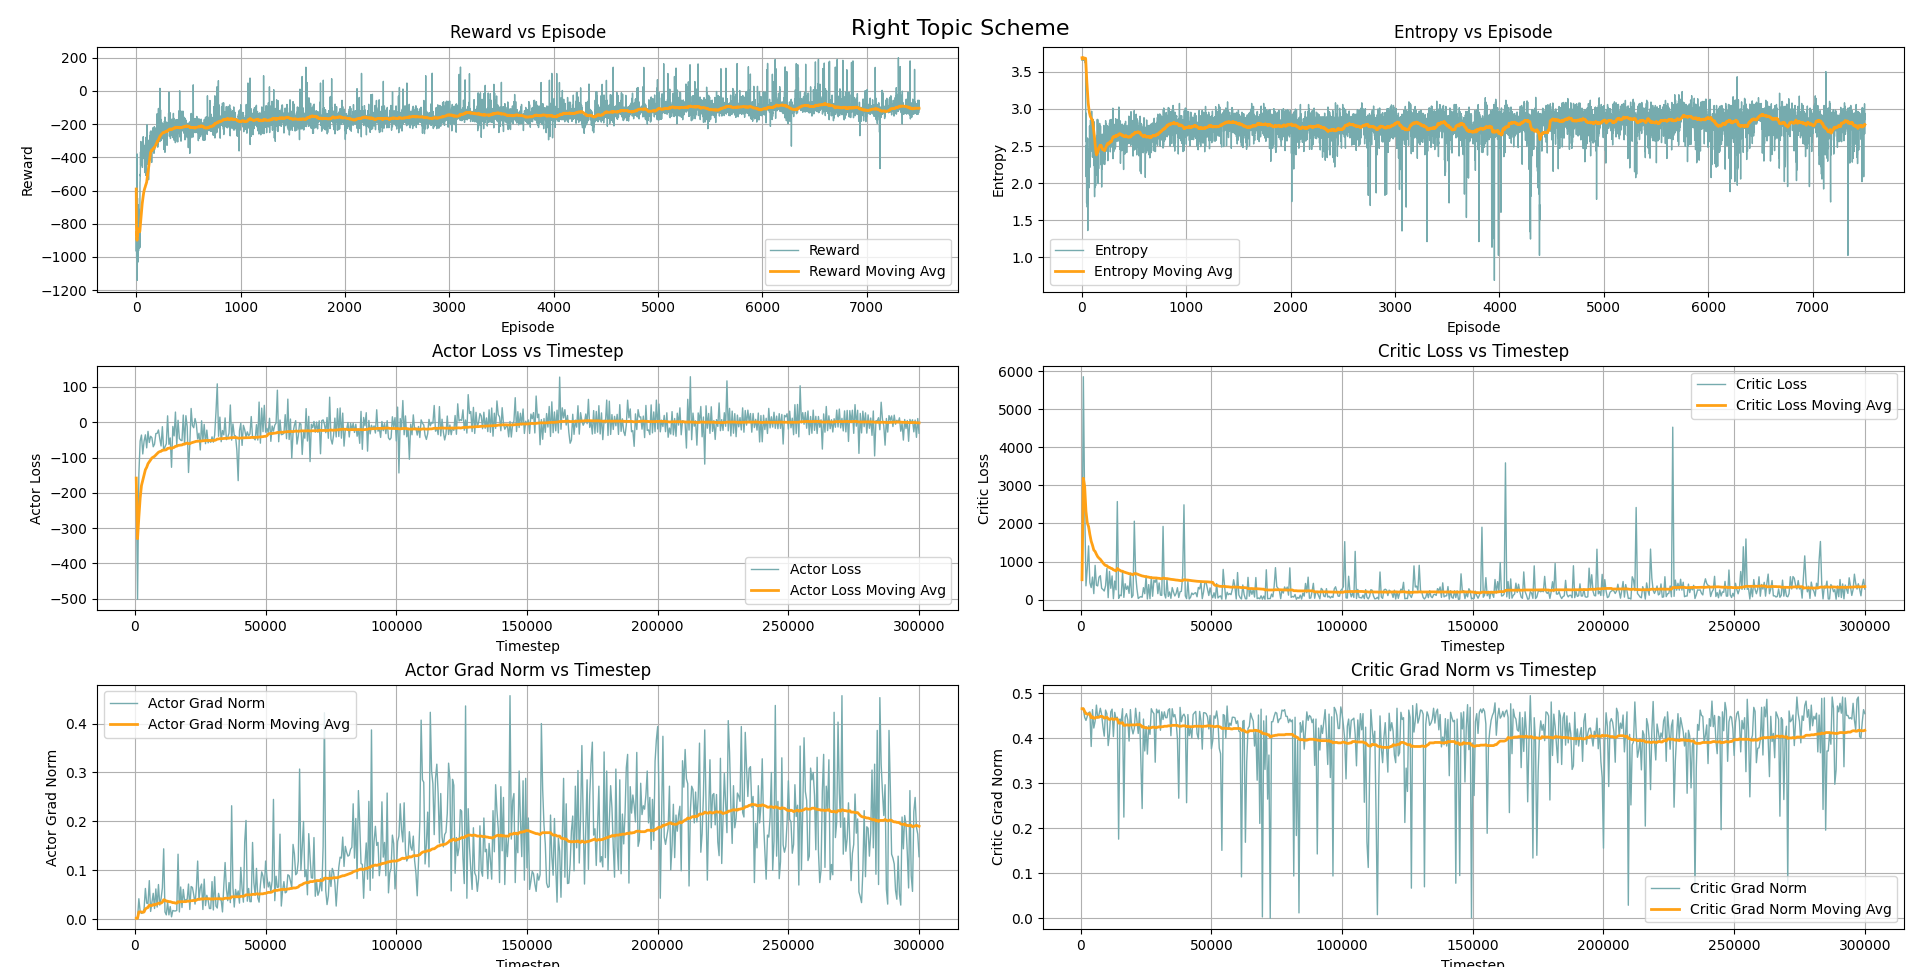 Right Topic Scheme
Reward vs Episode
Reward
200
0
−200
−400
−600
−800
−1000
−1200
Reward
Reward Moving Avg
0 1000 2000 3000 4000 5000 6000 7000
Episode
Entropy vs Episode
Entropy
3.5
3.0
2.5
2.0
1.5
1.0
Entropy
Entropy Moving Avg
0 1000 2000 3000 4000 5000 6000 7000
Episode
Actor Loss vs Timestep
Actor Loss
100
0
−100
−200
−300
−400
−500
Actor Loss
Actor Loss Moving Avg
0 50000 100000 150000 200000 250000 300000
Timestep
Critic Loss vs Timestep
Critic Loss
6000
5000
4000
3000
2000
1000
0
Critic Loss
Critic Loss Moving Avg
0 50000 100000 150000 200000 250000 300000
Timestep
Actor Grad Norm vs Timestep
Actor Grad Norm
0.4
0.3
0.2
0.1
0.0
Actor Grad Norm
Actor Grad Norm Moving Avg
0 50000 100000 150000 200000 250000 300000
Timestep
Critic Grad Norm vs Timestep
Critic Grad Norm
0.5
0.4
0.3
0.2
0.1
0.0
Critic Grad Norm
Critic Grad Norm Moving Avg
0 50000 100000 150000 200000 250000 300000
Timestep